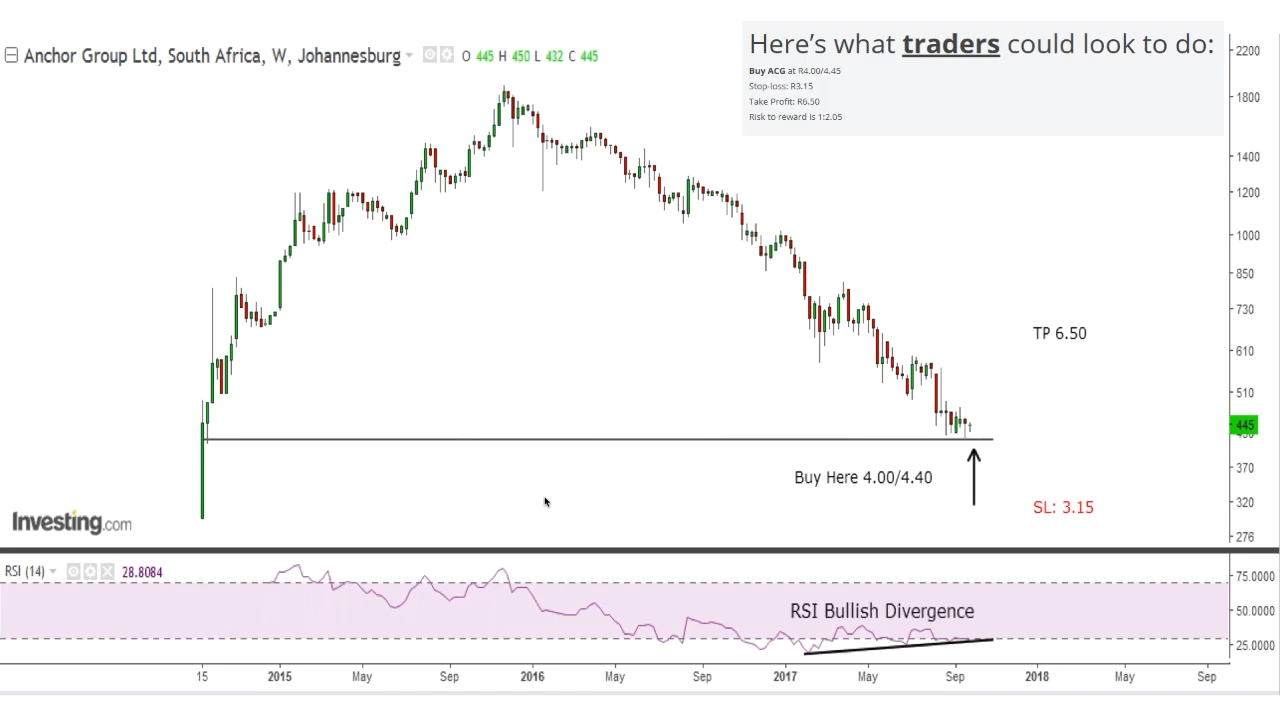 Anchor Group Ltd, South Africa, W, Johannesburg O 445 H 450 L 432 C 445
Here's what traders could look to do:
Buy ACG at R4.00/4.45
Stop-loss: R3.15
Take Profit: R6.50
Risk to reward is 1:2.05
2200
1800
1400
1200
1000
850
730
610
510
445
370
320
276
TP 6.50
Buy Here 4.00/4.40
SL: 3.15
Investing.com
RSI (14) 28.8084
RSI Bullish Divergence
75.0000
50.0000
25.0000
15 2015 May Sep 2016 May Sep 2017 May Sep 2018 May Sep